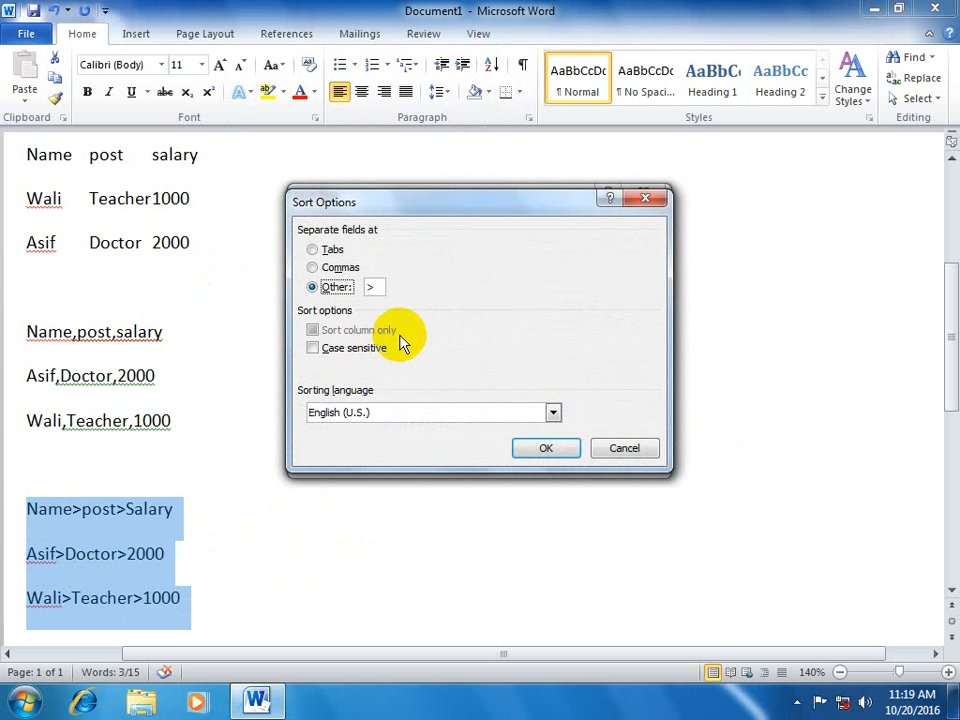 Document1 - Microsoft Word
File Home Insert Page Layout References Mailings Review View
Paste
Calibri (Body) 11
B I U abc x₂ x² A A
Aa
AaBbCcDc AaBbCcDc AaBbC AaBbCc
¶ Normal ¶ No Spaci... Heading 1 Heading 2
Change Styles
Find
Replace
Select
Clipboard Font Paragraph Styles Editing
Name post salary
Wali Teacher1000
Asif Doctor 2000
Name,post,salary
Asif,Doctor,2000
Wali,Teacher,1000
Name>post>Salary
Asif>Doctor>2000
Wali>Teacher>1000
Sort Options
Separate fields at
Tabs
Commas
Other: >
Sort options
Sort column only
Case sensitive
Sorting language
English (U.S.)
OK Cancel
Page: 1 of 1 Words: 3/15 140%
11:19 AM
10/20/2016